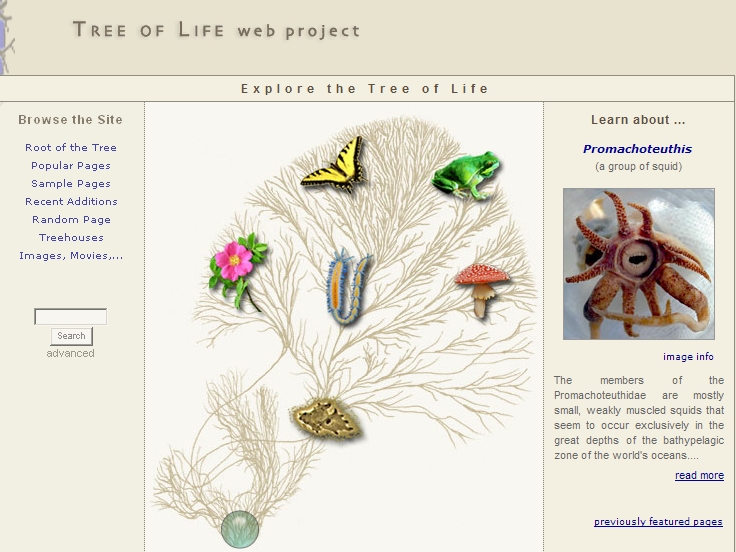 TREE OF LIFE web project
Explore the Tree of Life
Browse the Site
Root of the Tree
Popular Pages
Sample Pages
Recent Additions
Random Page
Treehouses
Images, Movies,...
Search
advanced
Learn about ...
Promachoteuthis
(a group of squid)
image info
The members of the
Promachoteuthidae are mostly
small, weakly muscled squids that
seem to occur exclusively in the
great depths of the bathypelagic
zone of the world's oceans....
read more
previously featured pages